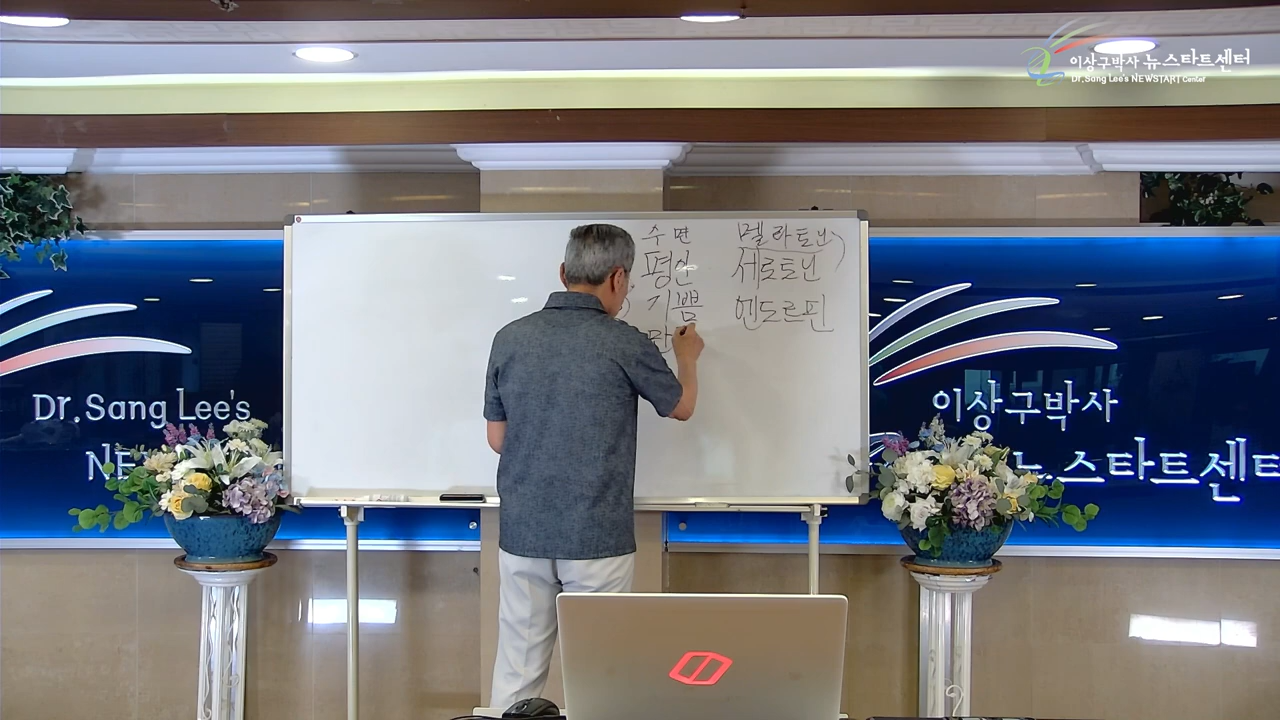 이상구박사 뉴스타트센터
Dr.Sang Lee's NEWSTART Center
수면 멜라토닌)
평안 세로토닌
기쁨 엔도르핀
만
Dr.Sang Lee's
이상구박사
뉴스타트센터